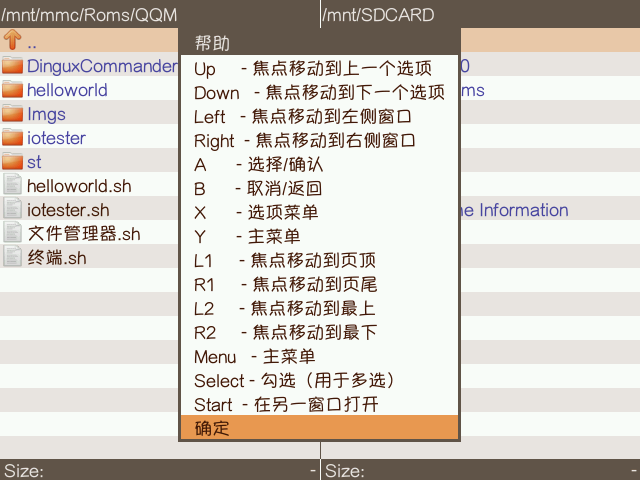 /mnt/mmc/Roms/QQM
/mnt/SDCARD
..
DinguxCommander
helloworld
Imgs
iotester
st
helloworld.sh
iotester.sh
文件管理器.sh
终端.sh
帮助
Up - 焦点移动到上一个选项
Down - 焦点移动到下一个选项
Left - 焦点移动到左侧窗口
Right - 焦点移动到右侧窗口
A - 选择/确认
B - 取消/返回
X - 选项菜单
Y - 主菜单
L1 - 焦点移动到页顶
R1 - 焦点移动到页尾
L2 - 焦点移动到最上
R2 - 焦点移动到最下
Menu - 主菜单
Select - 勾选（用于多选）
Start - 在另一窗口打开
确定
0
ms
ne Information
Size: -
Size: -